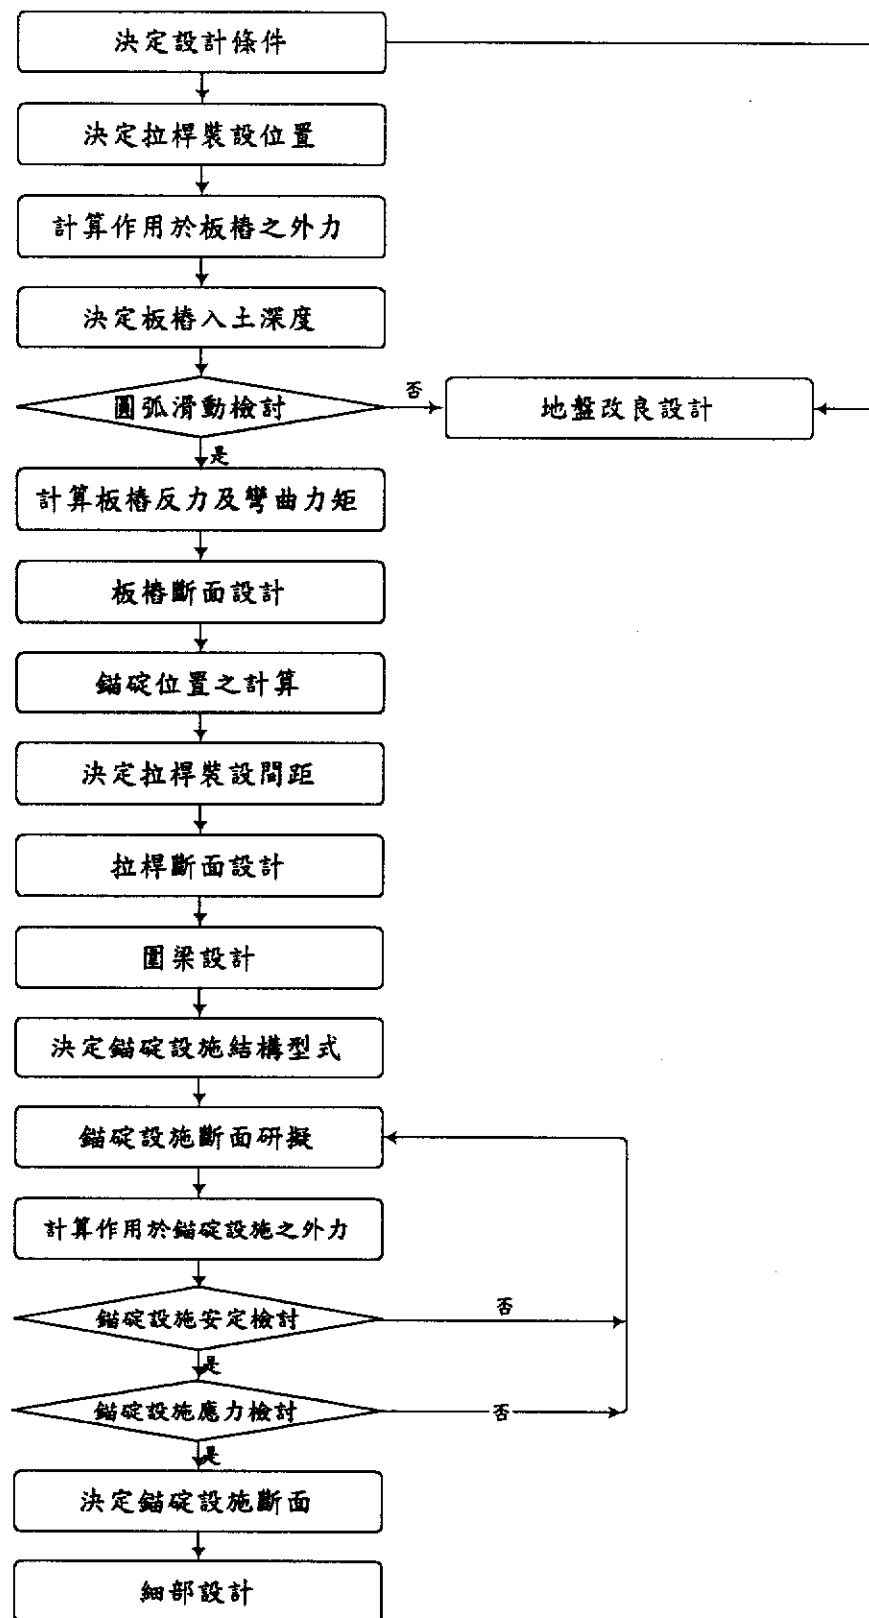 決定設計條件
決定拉桿裝設位置
計算作用於板樁之外力
決定板樁入土深度
圓弧滑動檢討
否
地盤改良設計
是
計算板樁反力及彎曲力矩
板樁斷面設計
錨碇位置之計算
決定拉桿裝設間距
拉桿斷面設計
圍梁設計
決定錨碇設施結構型式
錨碇設施斷面研擬
計算作用於錨碇設施之外力
錨碇設施安定檢討
否
是
錨碇設施應力檢討
否
是
決定錨碇設施斷面
細部設計